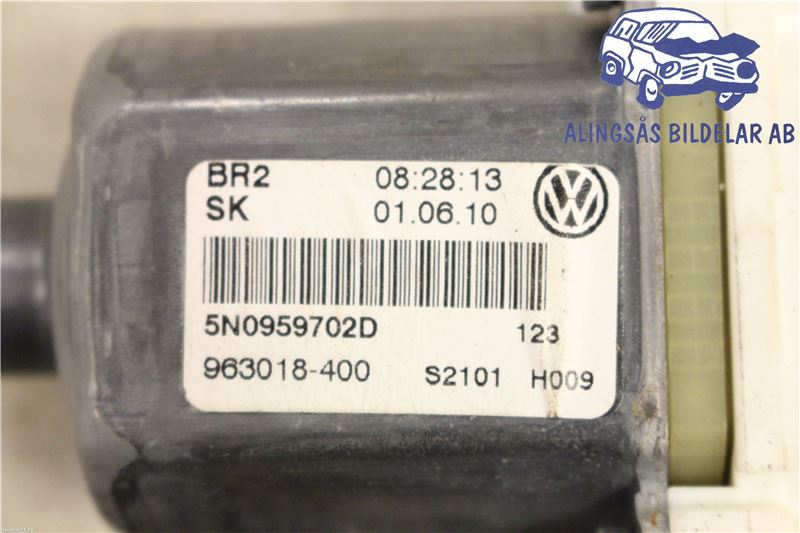 ALINGSÅS BILDELAR AB
BR2 08:28:13
SK 01.06.10
5N0959702D 123
963018-400 S2101 H009